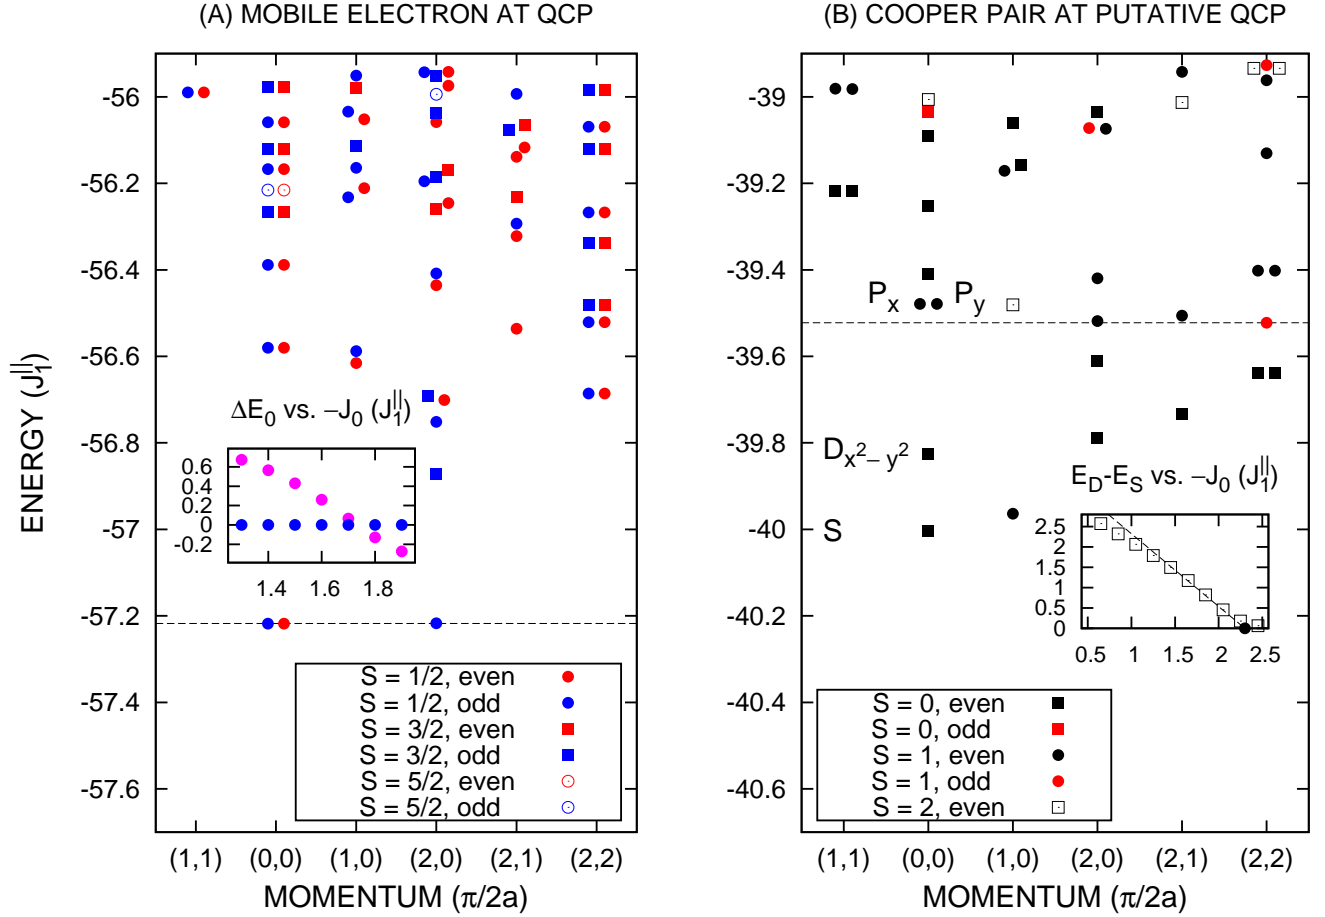 (A) MOBILE ELECTRON AT QCP
ENERGY (J₁^||)
-56
-56.2
-56.4
-56.6
-56.8
-57
-57.2
-57.4
-57.6
ΔE₀ vs. −J₀ (J₁^||)
0.6
0.4
0.2
0
-0.2
1.4 1.6 1.8
S = 1/2, even
S = 1/2, odd
S = 3/2, even
S = 3/2, odd
S = 5/2, even
S = 5/2, odd
(1,1) (0,0) (1,0) (2,0) (2,1) (2,2)
MOMENTUM (π/2a)
(B) COOPER PAIR AT PUTATIVE QCP
-39
-39.2
-39.4
-39.6
-39.8
-40
-40.2
-40.4
-40.6
Pₓ P_y
D_x²−y²
S
E_D-E_S vs. −J₀ (J₁^||)
2.5
2
1.5
1
0.5
0
0.5 1 1.5 2 2.5
S = 0, even
S = 0, odd
S = 1, even
S = 1, odd
S = 2, even
(1,1) (0,0) (1,0) (2,0) (2,1) (2,2)
MOMENTUM (π/2a)